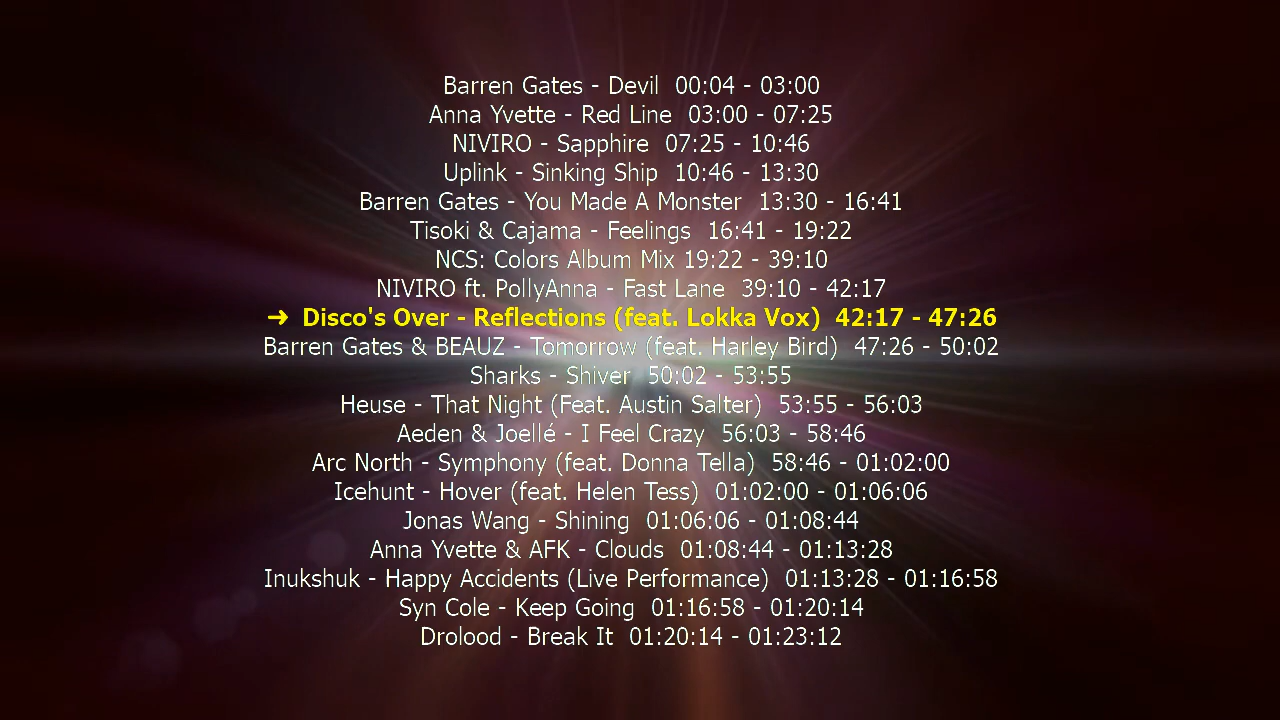 Barren Gates - Devil  00:04 - 03:00
Anna Yvette - Red Line  03:00 - 07:25
NIVIRO - Sapphire  07:25 - 10:46
Uplink - Sinking Ship  10:46 - 13:30
Barren Gates - You Made A Monster  13:30 - 16:41
Tisoki & Cajama - Feelings  16:41 - 19:22
NCS: Colors Album Mix 19:22 - 39:10
NIVIRO ft. PollyAnna - Fast Lane  39:10 - 42:17
➜ Disco's Over - Reflections (feat. Lokka Vox)  42:17 - 47:26
Barren Gates & BEAUZ - Tomorrow (feat. Harley Bird)  47:26 - 50:02
Sharks - Shiver  50:02 - 53:55
Heuse - That Night (Feat. Austin Salter)  53:55 - 56:03
Aeden & Joellé - I Feel Crazy  56:03 - 58:46
Arc North - Symphony (feat. Donna Tella)  58:46 - 01:02:00
Icehunt - Hover (feat. Helen Tess)  01:02:00 - 01:06:06
Jonas Wang - Shining  01:06:06 - 01:08:44
Anna Yvette & AFK - Clouds  01:08:44 - 01:13:28
Inukshuk - Happy Accidents (Live Performance)  01:13:28 - 01:16:58
Syn Cole - Keep Going  01:16:58 - 01:20:14
Drolood - Break It  01:20:14 - 01:23:12